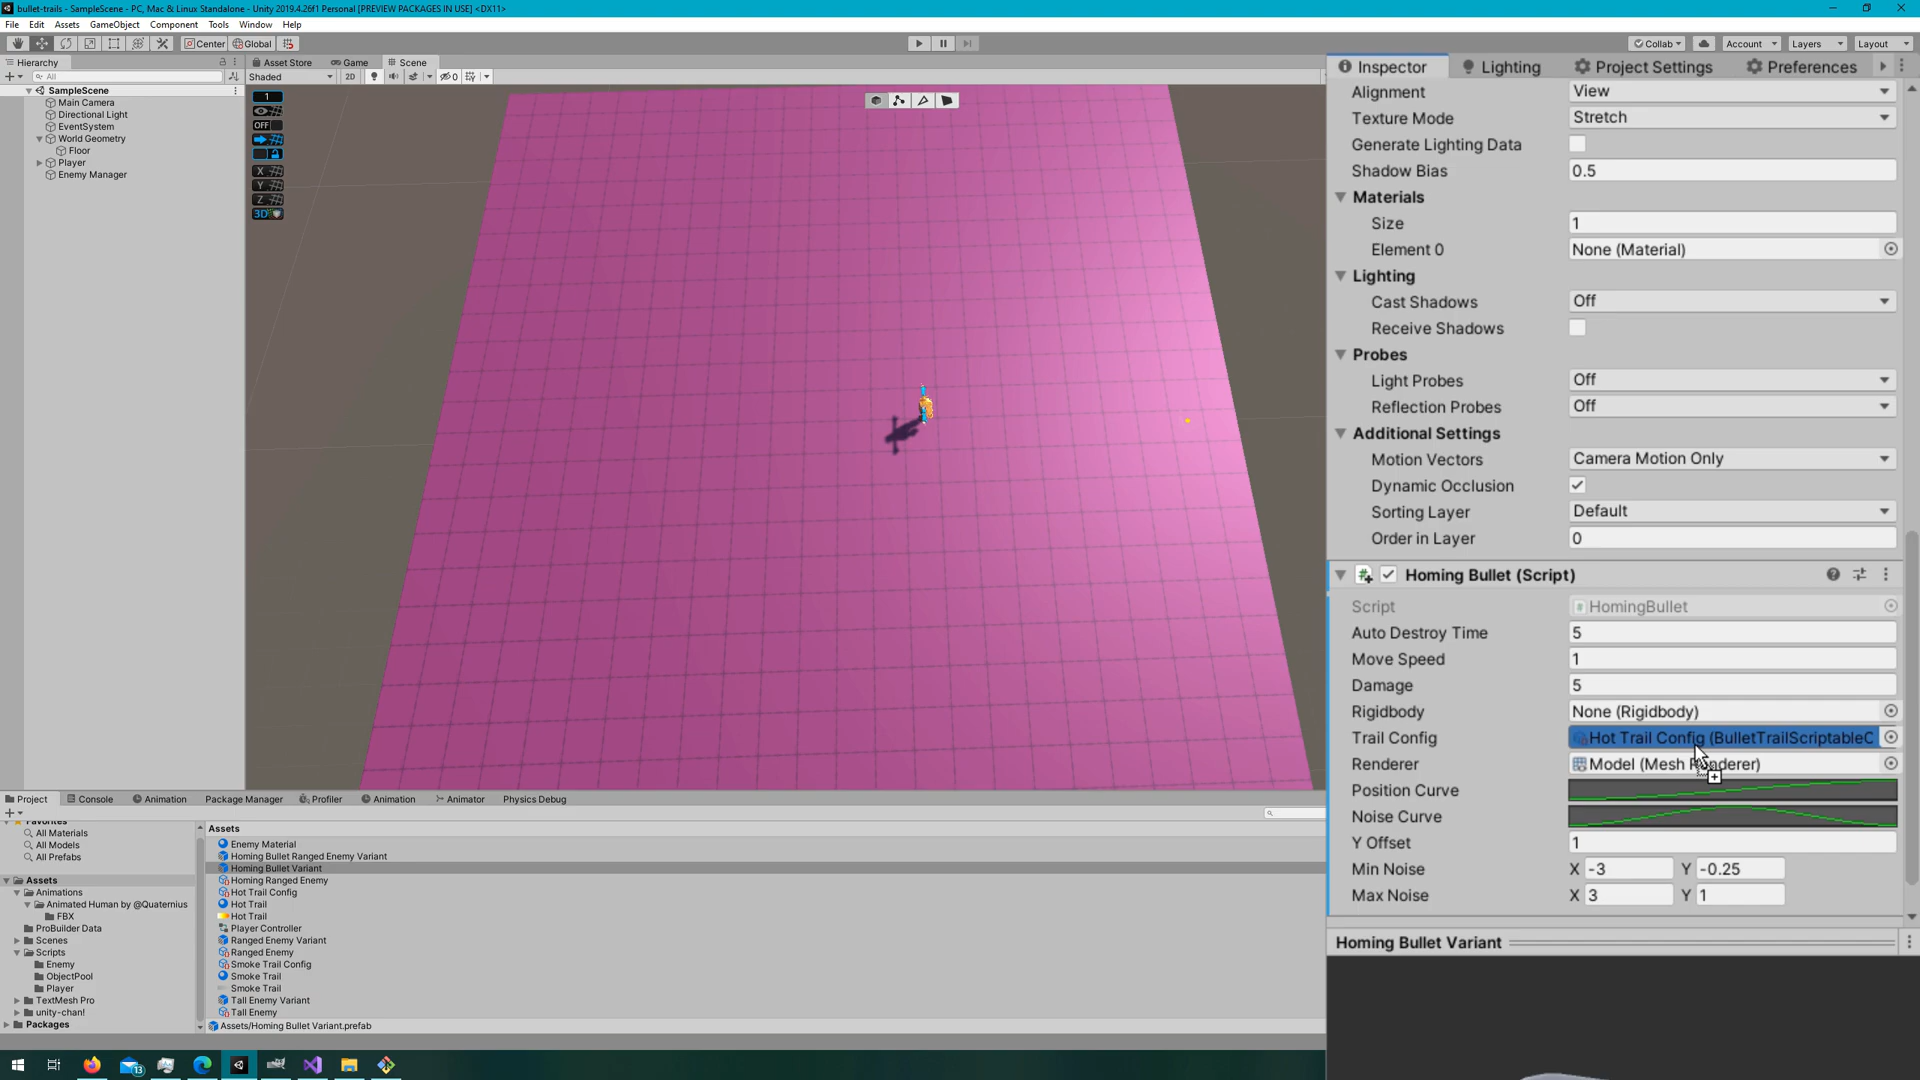 bullet-trails - SampleScene - PC, Mac & Linux Standalone - Unity 2019.4.26f1 Personal [PREVIEW PACKAGES IN USE] <DX11>
File Edit Assets GameObject Component Tools Window Help
Center Global Collab Account Layers Layout
Hierarchy Asset Store Game Scene Inspector Lighting Project Settings Preferences
All Shaded 2D 0
SampleScene
Main Camera
Directional Light
EventSystem
World Geometry
Floor
Player
Enemy Manager
1
OFF
X
Y
Z
3D
Alignment View
Texture Mode Stretch
Generate Lighting Data
Shadow Bias 0.5
Materials
Size 1
Element 0 None (Material)
Lighting
Cast Shadows Off
Receive Shadows
Probes
Light Probes Off
Reflection Probes Off
Additional Settings
Motion Vectors Camera Motion Only
Dynamic Occlusion
Sorting Layer Default
Order in Layer 0
Homing Bullet (Script)
Script HomingBullet
Auto Destroy Time 5
Move Speed 1
Damage 5
Rigidbody None (Rigidbody)
Trail Config Hot Trail Config (BulletTrailScriptableC
Renderer Model (Mesh Renderer)
Position Curve
Noise Curve
Y Offset 1
Min Noise X -3 Y -0.25
Max Noise X 3 Y 1
Homing Bullet Variant
Project Console Animation Package Manager Profiler Animation Animator Physics Debug
Favorites
All Materials
All Models
All Prefabs
Assets
Animations
Animated Human by @Quaternius
FBX
ProBuilder Data
Scenes
Scripts
Enemy
ObjectPool
Player
TextMesh Pro
unity-chan!
Packages
Assets
Enemy Material
Homing Bullet Ranged Enemy Variant
Homing Bullet Variant
Homing Ranged Enemy
Hot Trail Config
Hot Trail
Hot Trail
Player Controller
Ranged Enemy Variant
Ranged Enemy
Smoke Trail Config
Smoke Trail
Smoke Trail
Tall Enemy Variant
Tall Enemy
Assets/Homing Bullet Variant.prefab
13